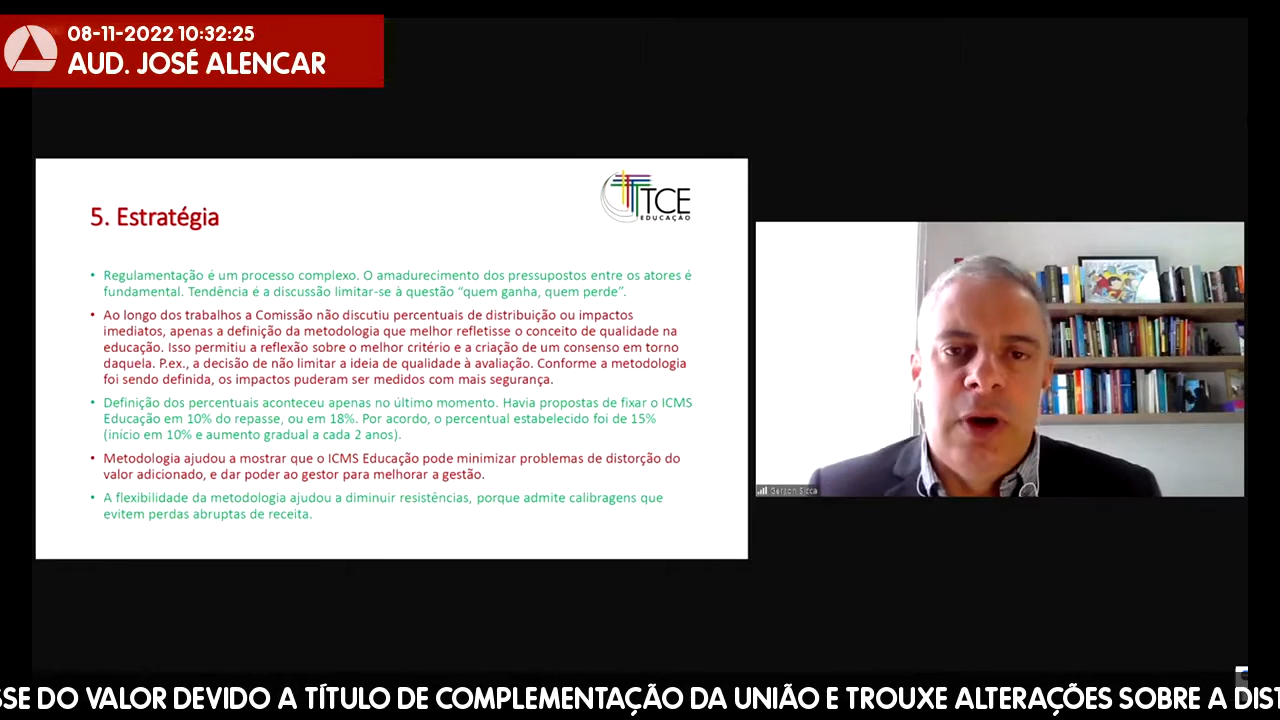 08-11-2022 10:32:25
AUD. JOSÉ ALENCAR
TCE
EDUCAÇÃO
5. Estratégia
• Regulamentação é um processo complexo. O amadurecimento dos pressupostos entre os atores é
fundamental. Tendência é a discussão limitar-se à questão “quem ganha, quem perde”.
• Ao longo dos trabalhos a Comissão não discutiu percentuais de distribuição ou impactos
imediatos, apenas a definição da metodologia que melhor refletisse o conceito de qualidade na
educação. Isso permitiu a reflexão sobre o melhor critério e a criação de um consenso em torno
daquela. P.ex., a decisão de não limitar a ideia de qualidade à avaliação. Conforme a metodologia
foi sendo definida, os impactos puderam ser medidos com mais segurança.
• Definição dos percentuais aconteceu apenas no último momento. Havia propostas de fixar o ICMS
Educação em 10% do repasse, ou em 18%. Por acordo, o percentual estabelecido foi de 15%
(início em 10% e aumento gradual a cada 2 anos).
• Metodologia ajudou a mostrar que o ICMS Educação pode minimizar problemas de distorção do
valor adicionado, e dar poder ao gestor para melhorar a gestão.
• A flexibilidade da metodologia ajudou a diminuir resistências, porque admite calibragens que
evitem perdas abruptas de receita.
Gerson Sicca
SSE DO VALOR DEVIDO A TÍTULO DE COMPLEMENTAÇÃO DA UNIÃO E TROUXE ALTERAÇÕES SOBRE A DIST